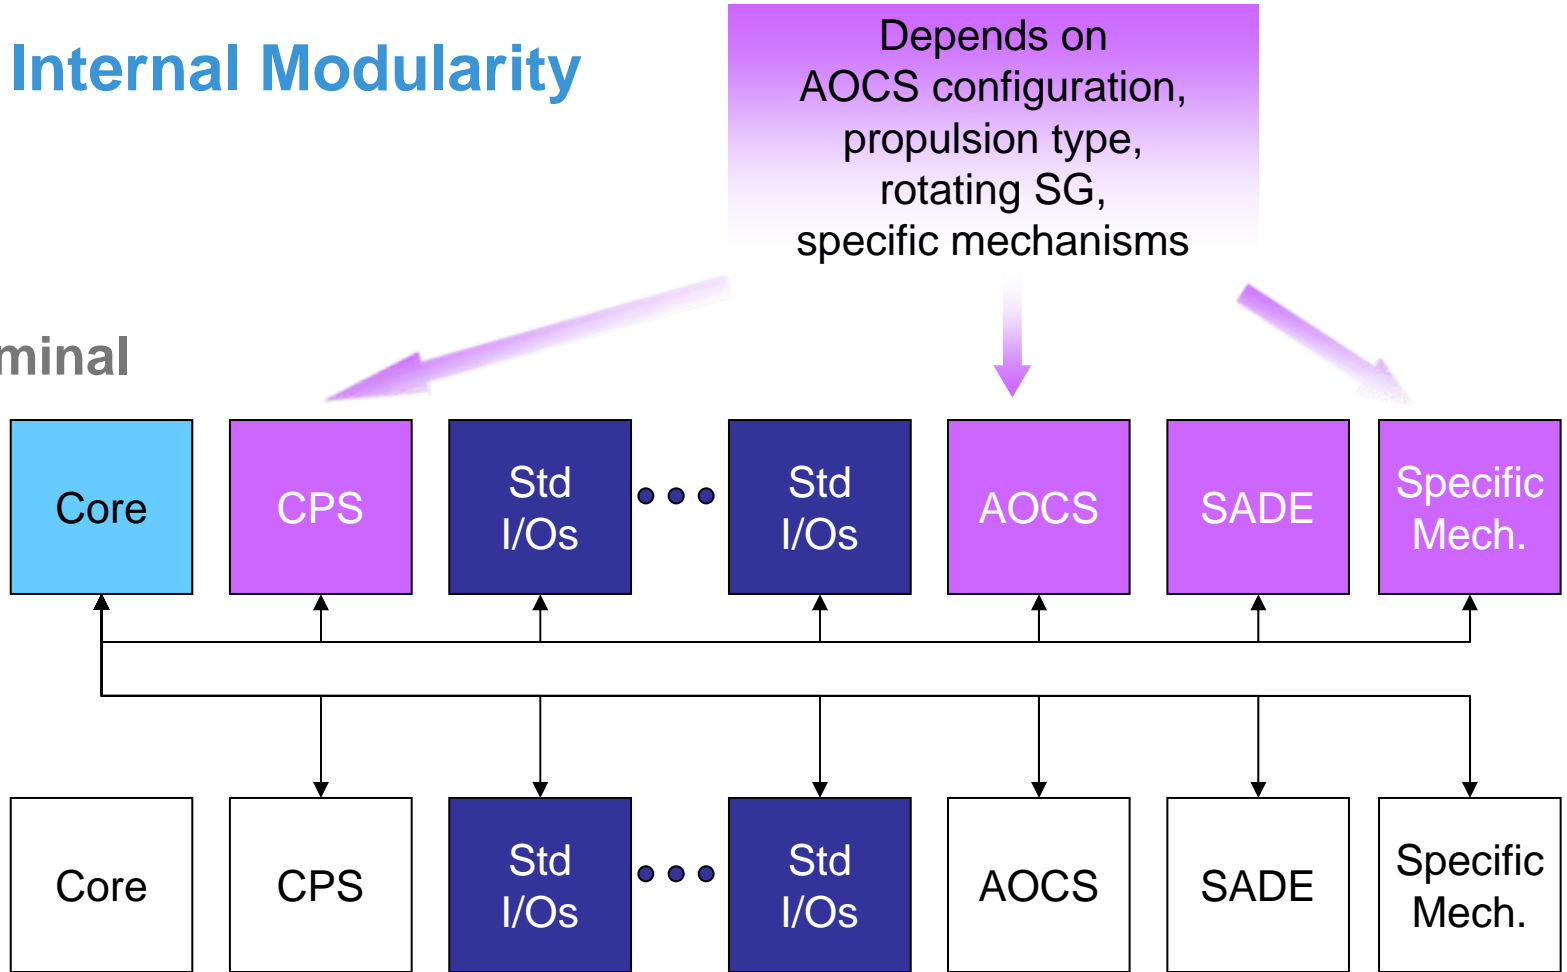 Internal Modularity
Depends on
AOCS configuration,
propulsion type,
rotating SG,
specific mechanisms
minal
Core
CPS
Std
I/Os
Std
I/Os
AOCS
SADE
Specific
Mech.
Core
CPS
Std
I/Os
Std
I/Os
AOCS
SADE
Specific
Mech.